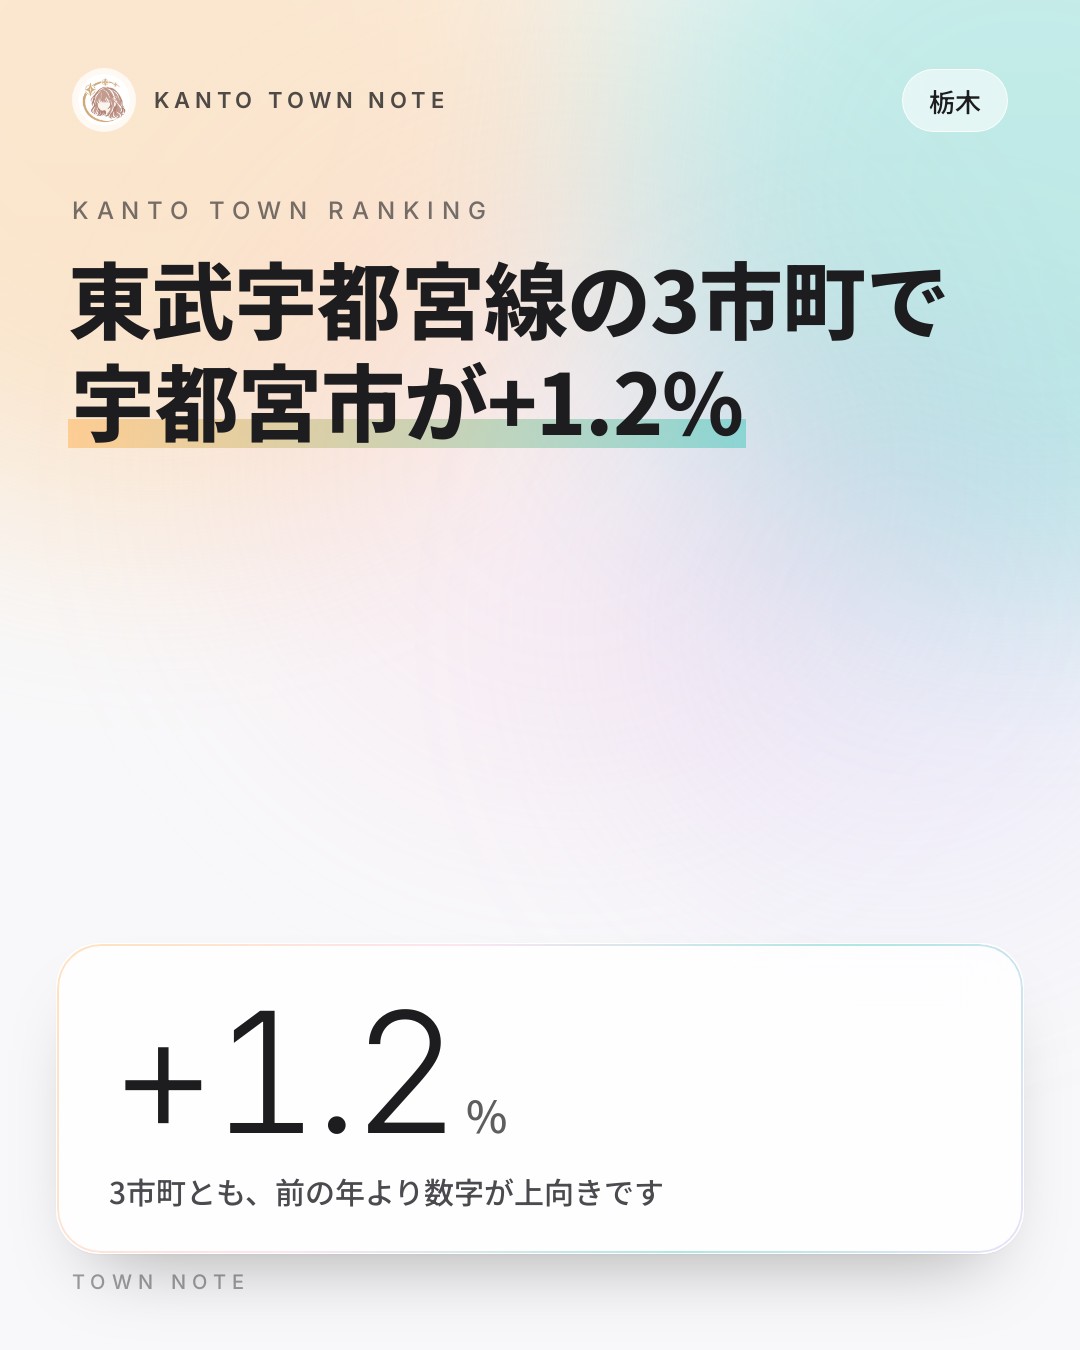 KANTO TOWN NOTE
栃木
KANTO TOWN RANKING
東武宇都宮線の3市町で
宇都宮市が+1.2%
+1.2%
3市町とも、前の年より数字が上向きです
TOWN NOTE